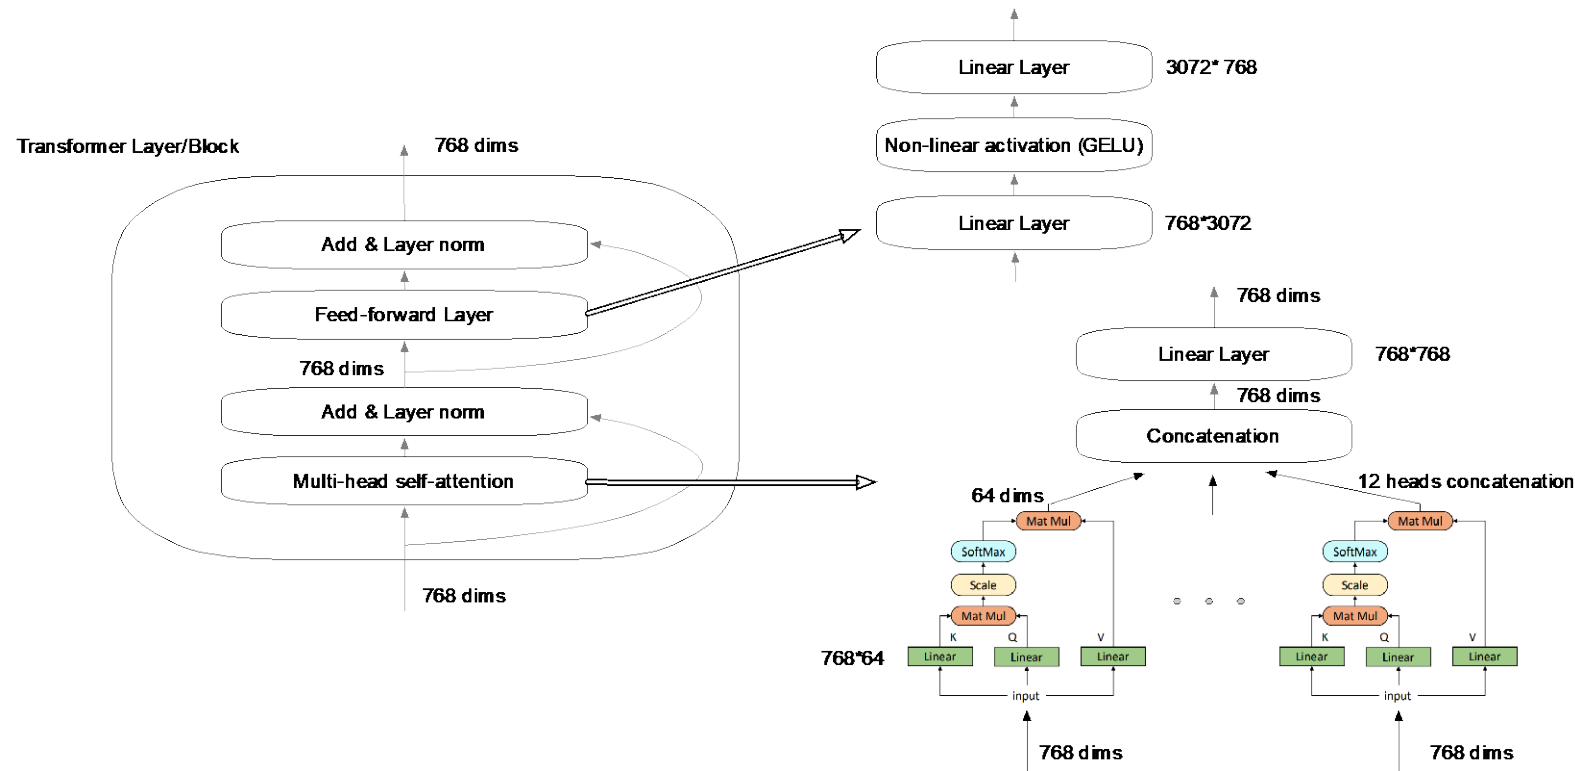 Transformer Layer/Block
768 dims
Add & Layer norm
Feed-forward Layer
768 dims
Add & Layer norm
Multi-head self-attention
768 dims
Linear Layer
3072* 768
Non-linear activation (GELU)
Linear Layer
768*3072
768 dims
Linear Layer
768*768
768 dims
Concatenation
64 dims
12 heads concatenation
Mat Mul
SoftMax
Scale
Mat Mul
K
Q
V
768*64
Linear
Linear
Linear
input
768 dims
Mat Mul
SoftMax
Scale
Mat Mul
K
Q
V
Linear
Linear
Linear
input
768 dims